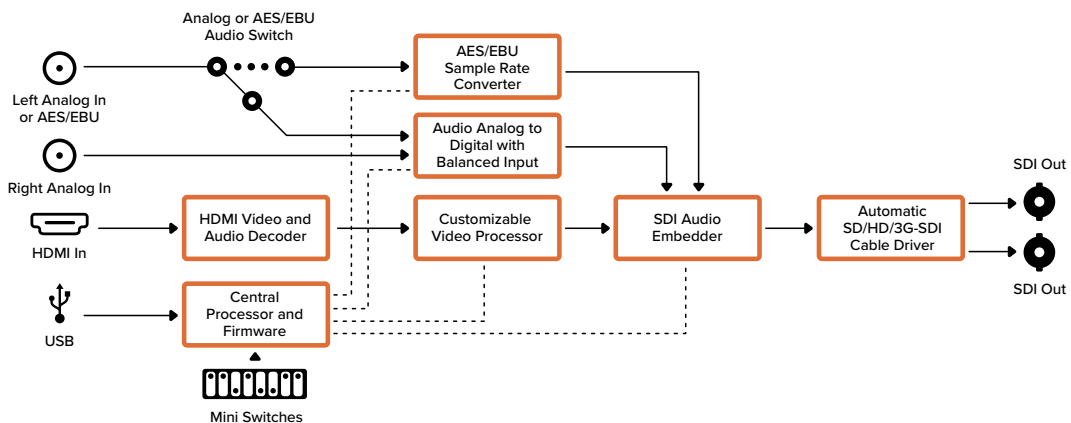 Analog or AES/EBU
Audio Switch
Left Analog In
or AES/EBU
AES/EBU
Sample Rate
Converter
Audio Analog to
Digital with
Balanced Input
Right Analog In
HDMI In
HDMI Video and
Audio Decoder
Customizable
Video Processor
SDI Audio
Embedder
Automatic
SD/HD/3G-SDI
Cable Driver
SDI Out
SDI Out
USB
Central
Processor and
Firmware
Mini Switches